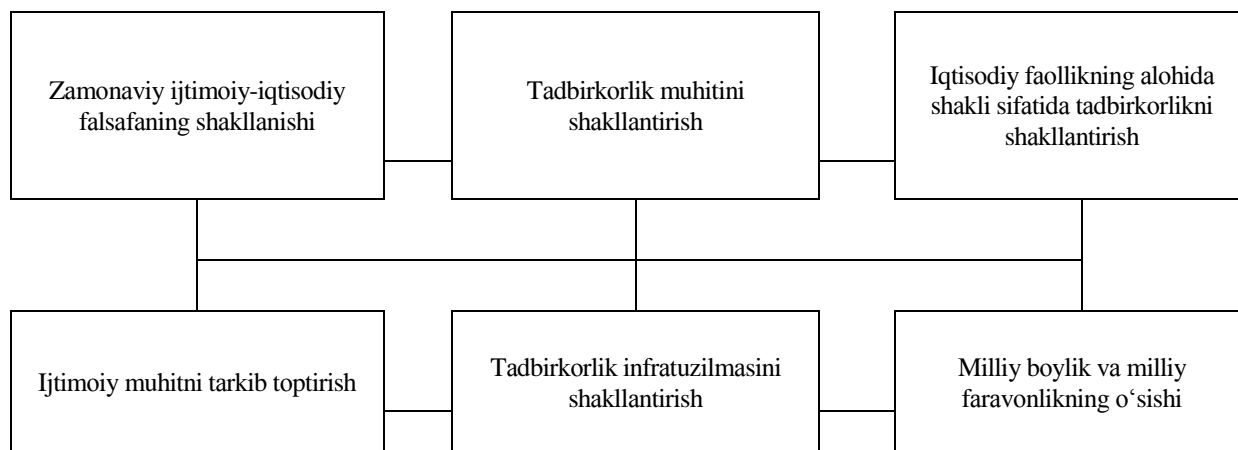 Zamonaviy ijtimoiy-iqtisodiy
falsafaning shakllanishi
Tadbirkorlik muhitini
shakllantirish
Iqtisodiy faollikning alohida
shakli sifatida tadbirkorlikni
shakllantirish
Ijtimoiy muhitni tarkib toptirish
Tadbirkorlik infratuzilmasini
shakllantirish
Milliy boylik va milliy
faravonlikning o‘sishi